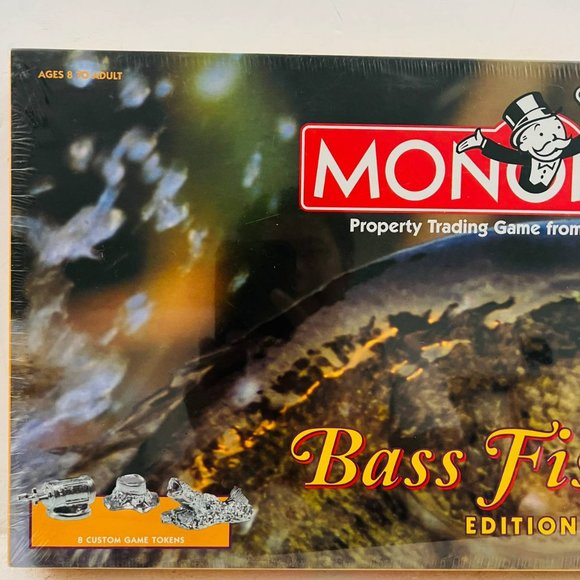 AGES 8 TO ADULT
MONO
Property Trading Game from
Bass Fis
EDITION
8 CUSTOM GAME TOKENS